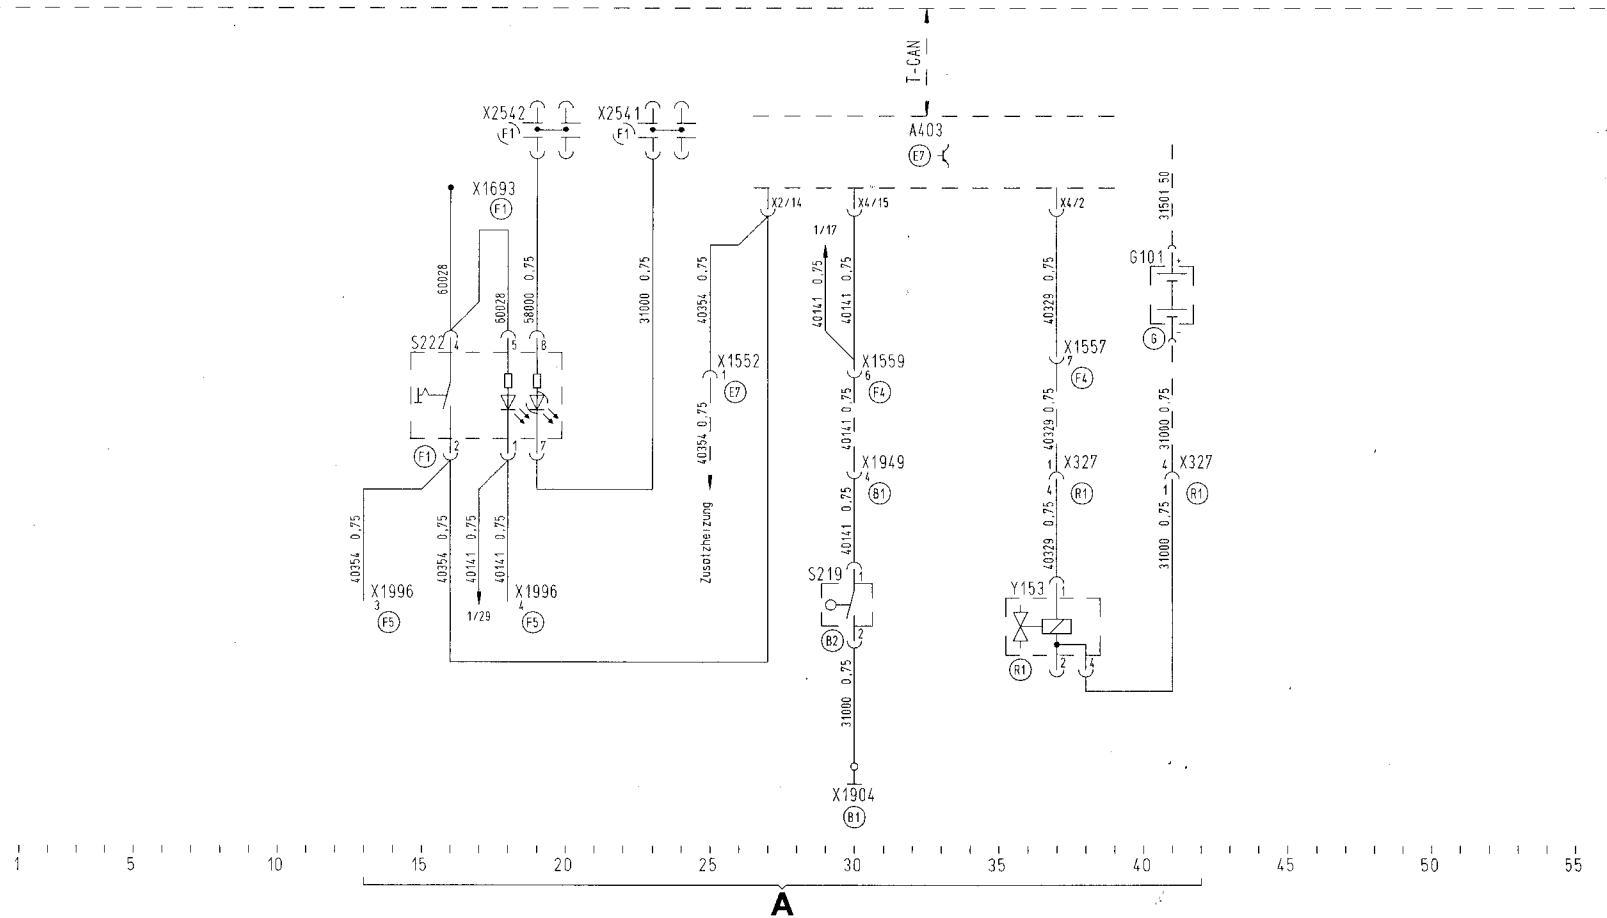 T-CAN
X2542
F1
X2541
F1
A403
E7
X1693
F1
X2/14
X4/15
X4/2
31501 50
1/17
G101
+
-
G
60028
60028
58000 0,75
31000 0,75
40354 0,75
40141 0,75
40141 0,75
40329 0,75
S222
4
5
8
X1552
1
E7
X1559
6
F4
X1557
7
F4
40354 0,75
40141 0,75
40329 0,75
31000 0,75
F1
2
1
7
X1949
4
B1
1
X327
4
R1
4
X327
1
R1
Zusatzheizung
40354 0,75
40354 0,75
40141 0,75
40141 0,75
40141 0,75
40329 0,75
31000 0,75
X1996
3
F5
1/29
X1996
4
F5
S219
1
2
B2
Y153
1
2
4
R1
31000 0,75
X1904
B1
1
5
10
15
20
25
30
35
40
45
50
55
A